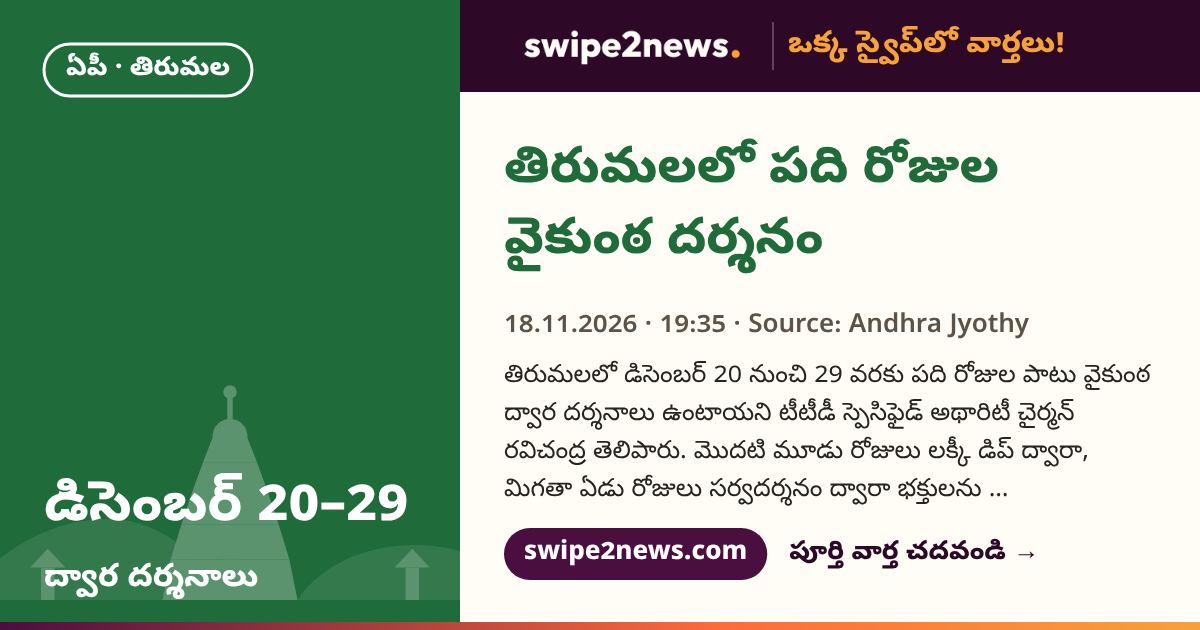 ఏపీ · తిరుమల
డిసెంబర్ 20–29
ద్వార దర్శనాలు
swipe2news. ఒక్క స్వైప్‌లో వార్తలు!
తిరుమలలో పది రోజుల
వైకుంఠ దర్శనం
18.11.2026 · 19:35 · Source: Andhra Jyothy
తిరుమలలో డిసెంబర్ 20 నుంచి 29 వరకు పది రోజుల పాటు వైకుంఠ
ద్వార దర్శనాలు ఉంటాయని టీటీడీ స్పెసిఫైడ్ అథారిటీ చైర్మన్
రవిచంద్ర తెలిపారు. మొదటి మూడు రోజులు లక్కీ డిప్ ద్వారా,
మిగతా ఏడు రోజులు సర్వదర్శనం ద్వారా భక్తులను ...
swipe2news.com పూర్తి వార్త చదవండి →